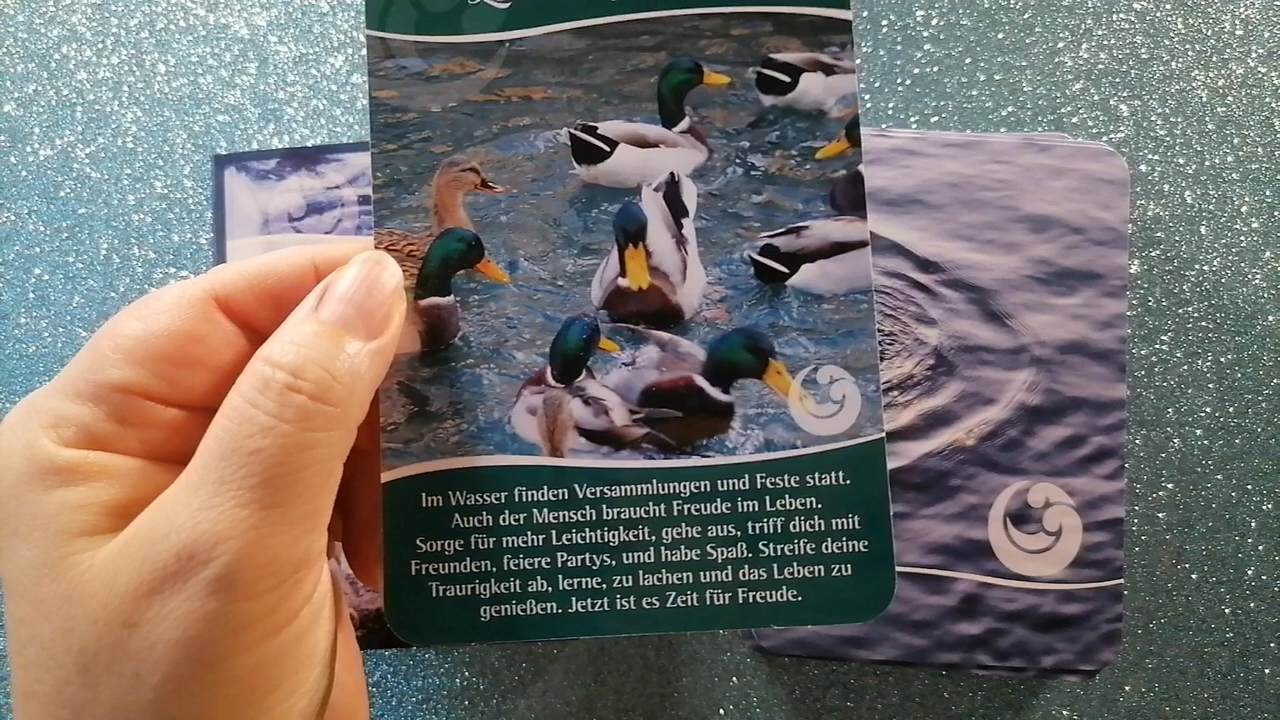 Im Wasser finden Versammlungen und Feste statt.
Auch der Mensch braucht Freude im Leben.
Sorge für mehr Leichtigkeit, gehe aus, triff dich mit
Freunden, feiere Partys, und habe Spaß. Streife deine
Traurigkeit ab, lerne, zu lachen und das Leben zu
genießen. Jetzt ist es Zeit für Freude.